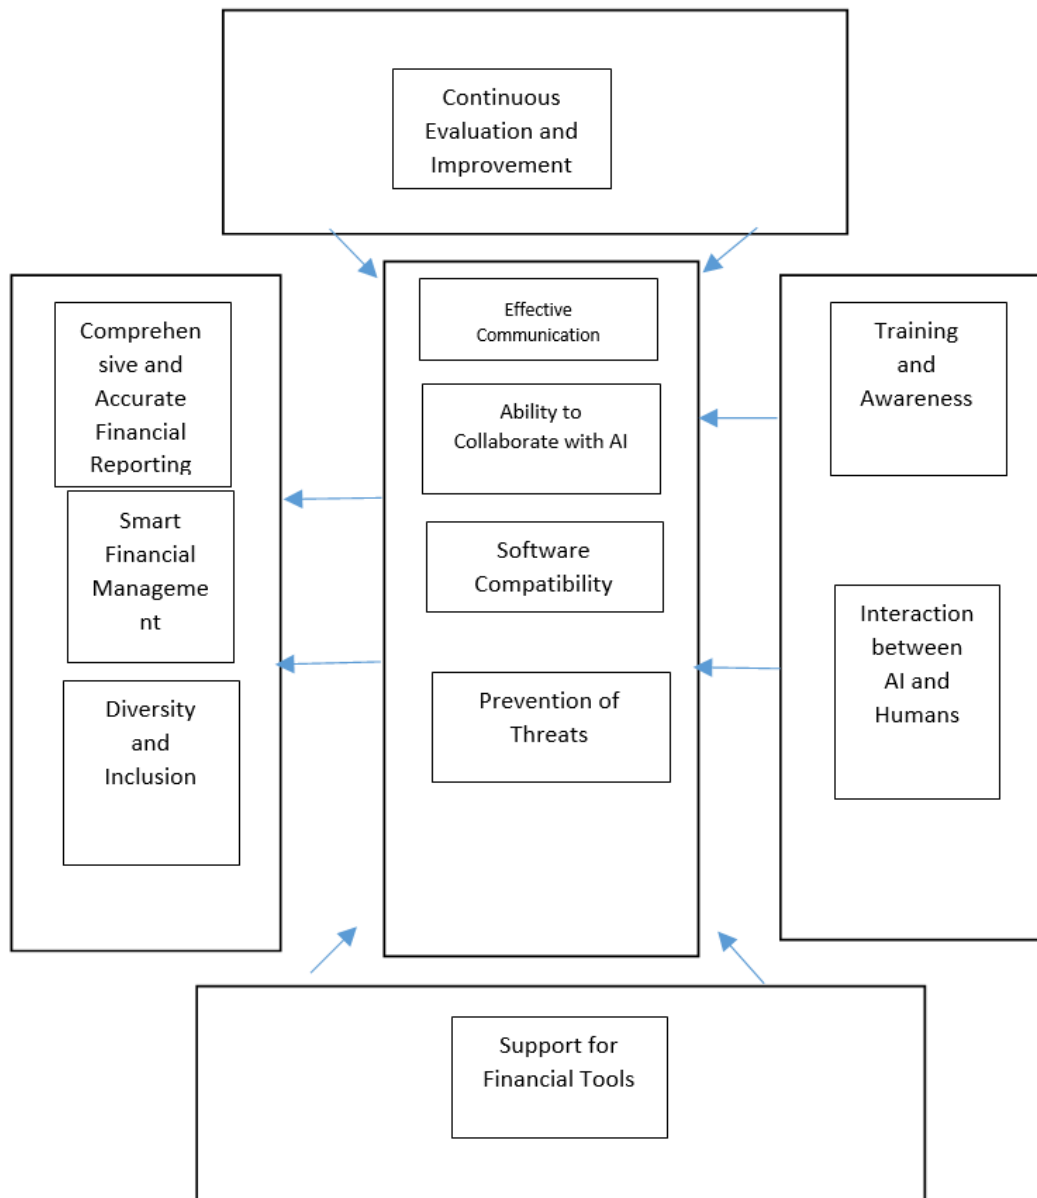 Continuous
Evaluation and
Improvement
Comprehen
sive and
Accurate
Financial
Reporting
Smart
Financial
Manageme
nt
Diversity
and
Inclusion
Effective
Communication
Ability to
Collaborate with AI
Software
Compatibility
Prevention of
Threats
Training
and
Awareness
Interaction
between
AI and
Humans
Support for
Financial Tools